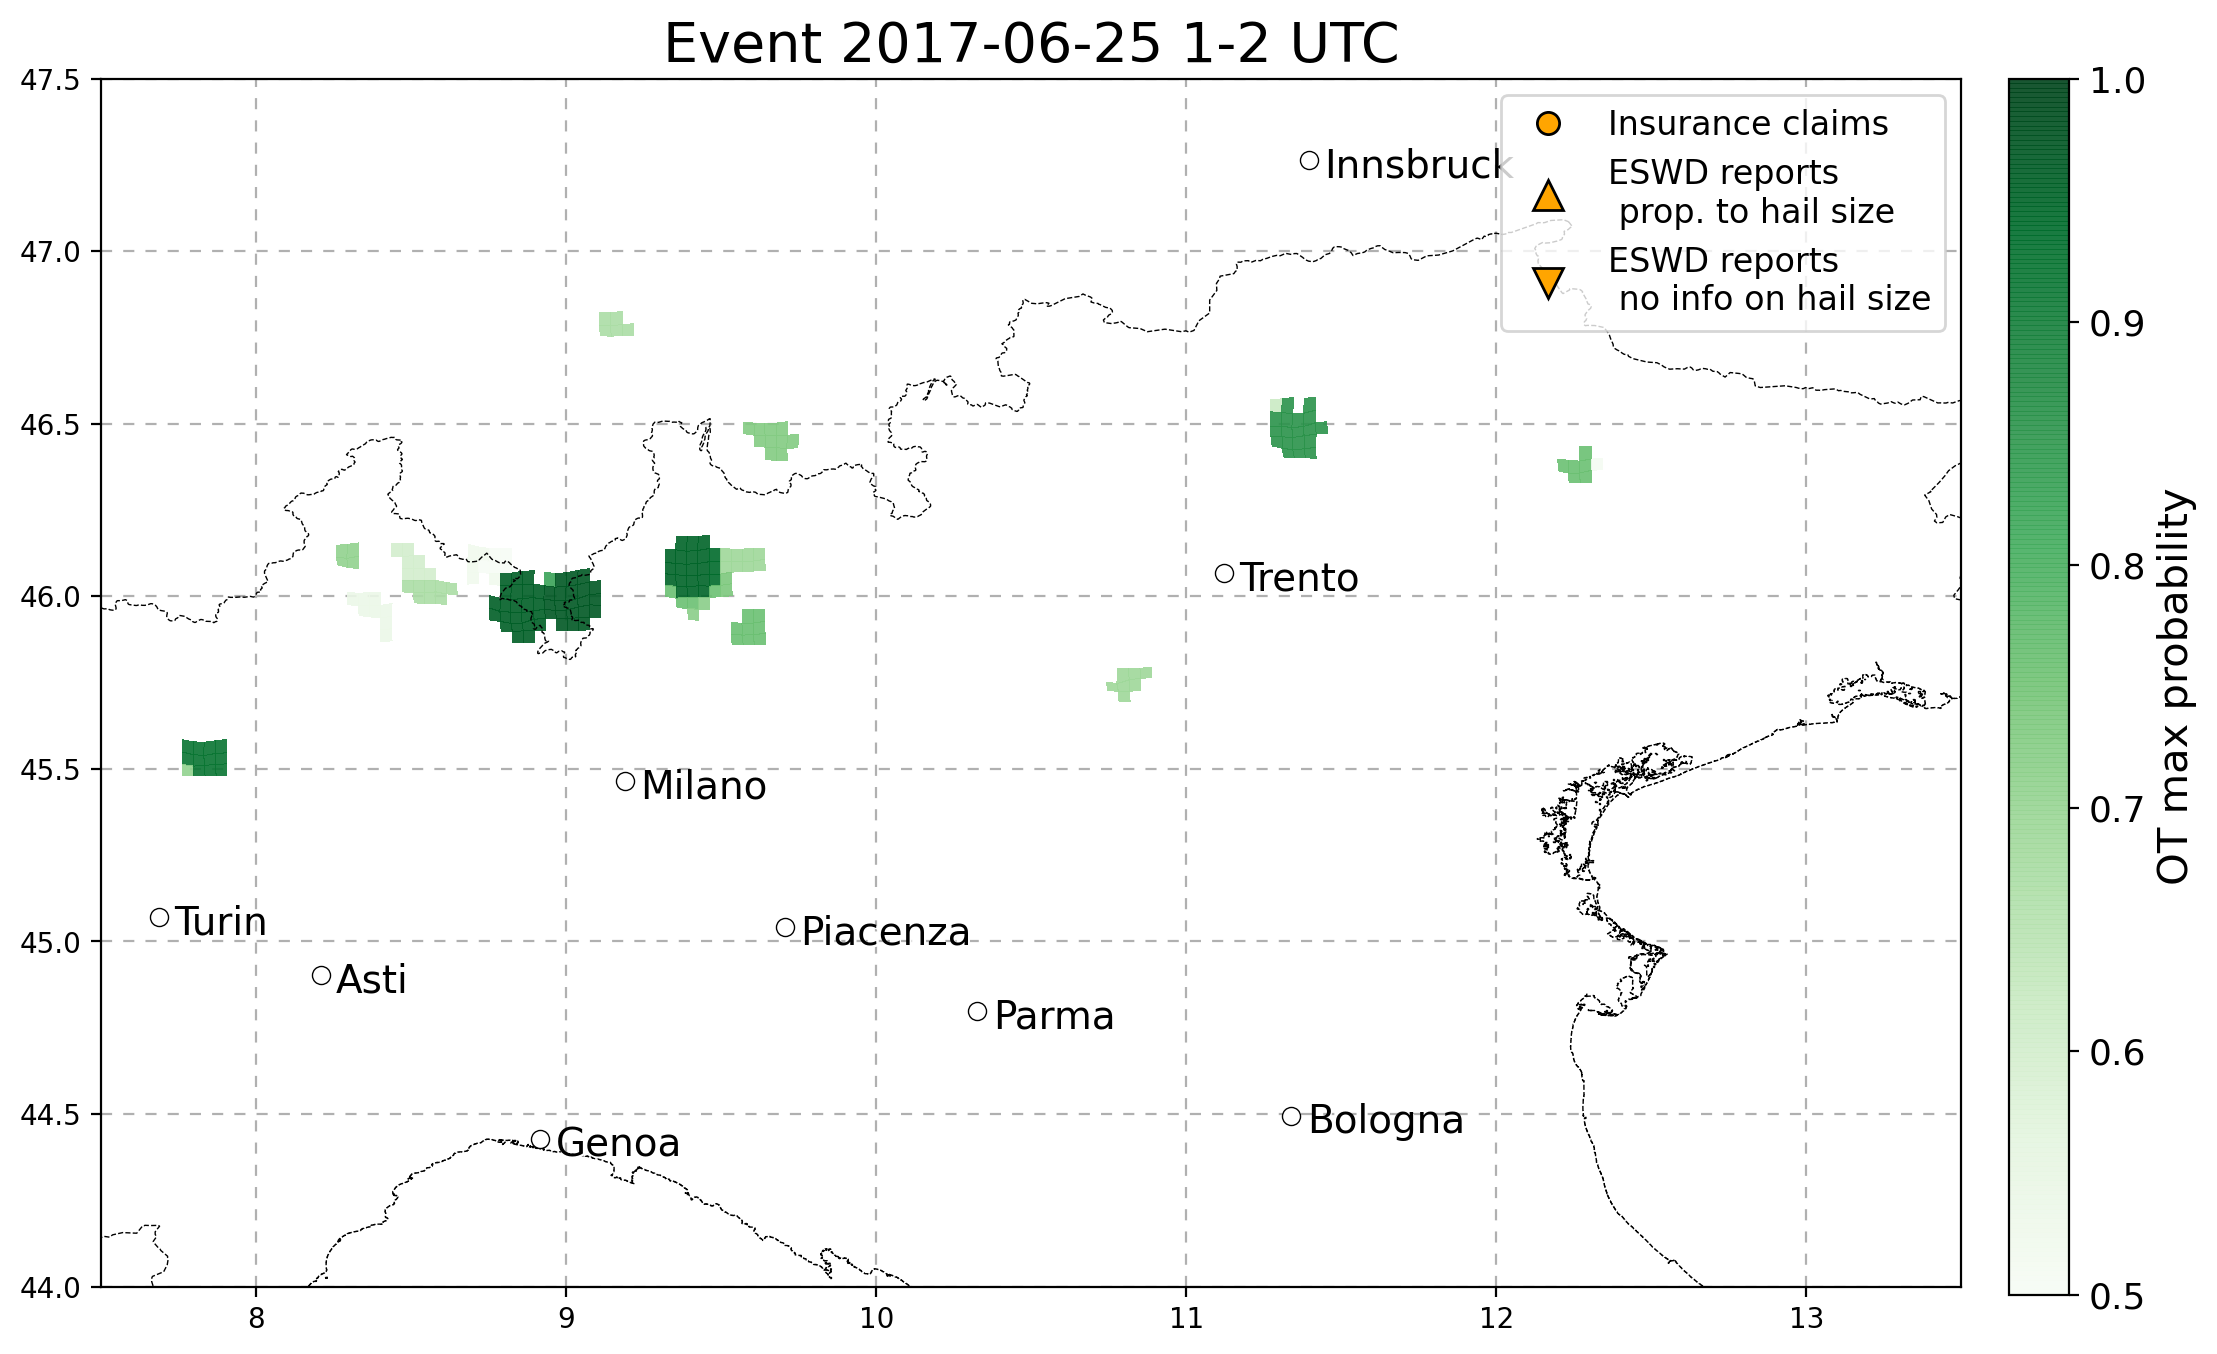 Event 2017-06-25 1-2 UTC
47.5
47.0
46.5
46.0
45.5
45.0
44.5
44.0
8
9
10
11
12
13
Innsbruck
Trento
Milano
Turin
Piacenza
Asti
Parma
Bologna
Genoa
Insurance claims
ESWD reports
prop. to hail size
ESWD reports
no info on hail size
1.0
0.9
0.8
0.7
0.6
0.5
OT max probability